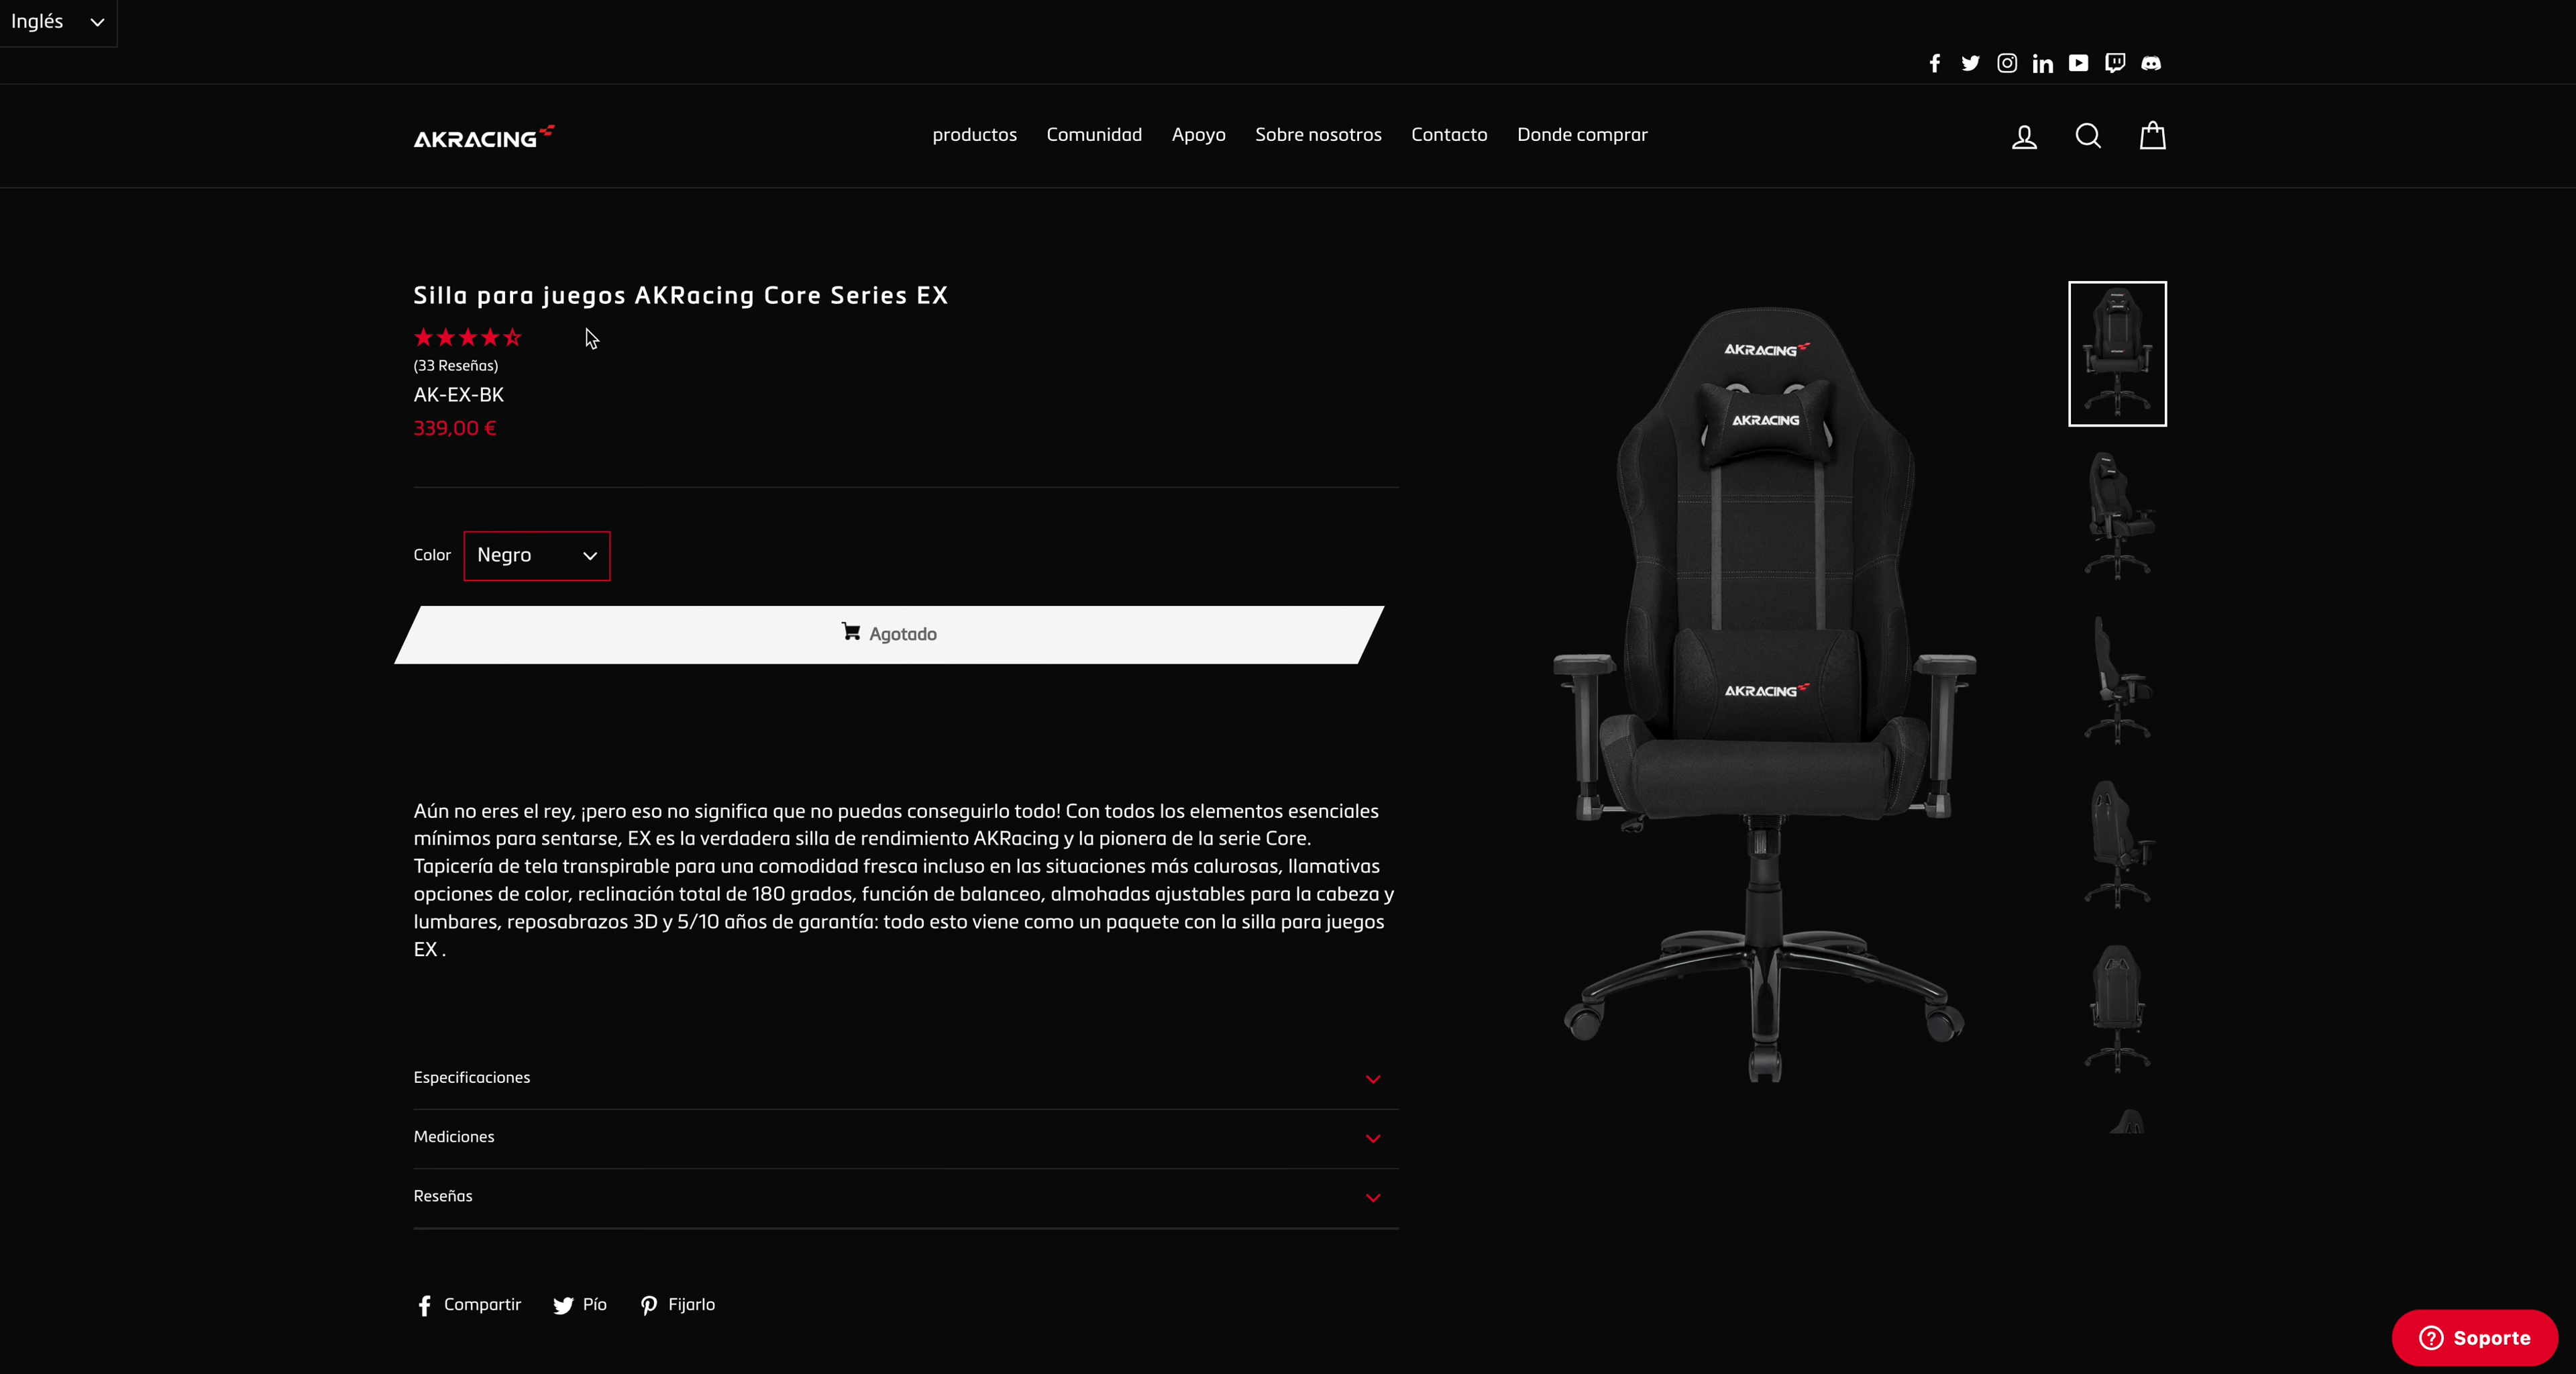 Inglés
AKRACING
productos Comunidad Apoyo Sobre nosotros Contacto Donde comprar
Silla para juegos AKRacing Core Series EX
(33 Reseñas)
AK-EX-BK
339,00 €
Color Negro
Agotado
Aún no eres el rey, ¡pero eso no significa que no puedas conseguirlo todo! Con todos los elementos esenciales
mínimos para sentarse, EX es la verdadera silla de rendimiento AKRacing y la pionera de la serie Core.
Tapicería de tela transpirable para una comodidad fresca incluso en las situaciones más calurosas, llamativas
opciones de color, reclinación total de 180 grados, función de balanceo, almohadas ajustables para la cabeza y
lumbares, reposabrazos 3D y 5/10 años de garantía: todo esto viene como un paquete con la silla para juegos
EX .
Especificaciones
Mediciones
Reseñas
Compartir Pío Fijarlo
AKRACING
AKRACING
AKRACING
Soporte